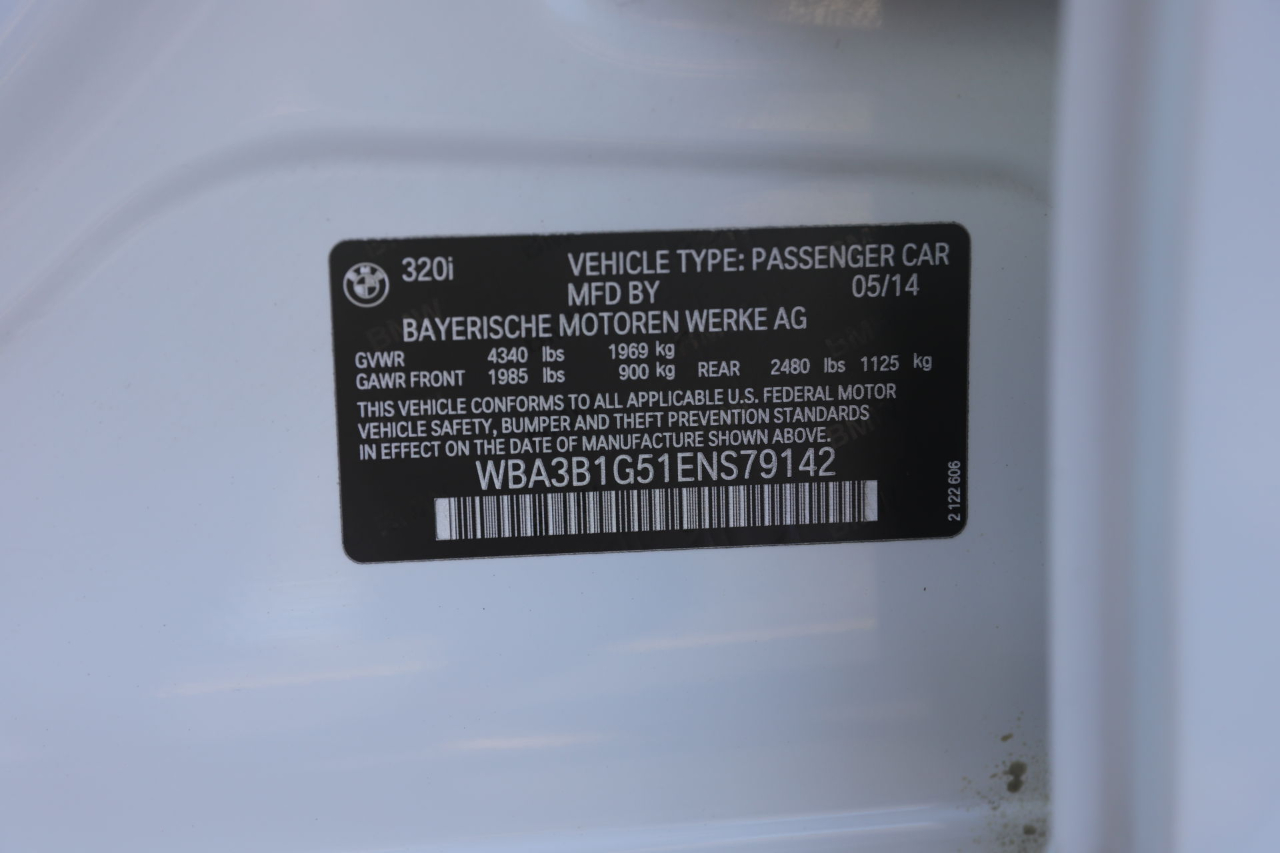 320i VEHICLE TYPE: PASSENGER CAR
MFD BY 05/14
BAYERISCHE MOTOREN WERKE AG
GVWR 4340 lbs 1969 kg
GAWR FRONT 1985 lbs 900 kg REAR 2480 lbs 1125 kg
THIS VEHICLE CONFORMS TO ALL APPLICABLE U.S. FEDERAL MOTOR
VEHICLE SAFETY, BUMPER AND THEFT PREVENTION STANDARDS
IN EFFECT ON THE DATE OF MANUFACTURE SHOWN ABOVE.
WBA3B1G51ENS79142
2 122 606